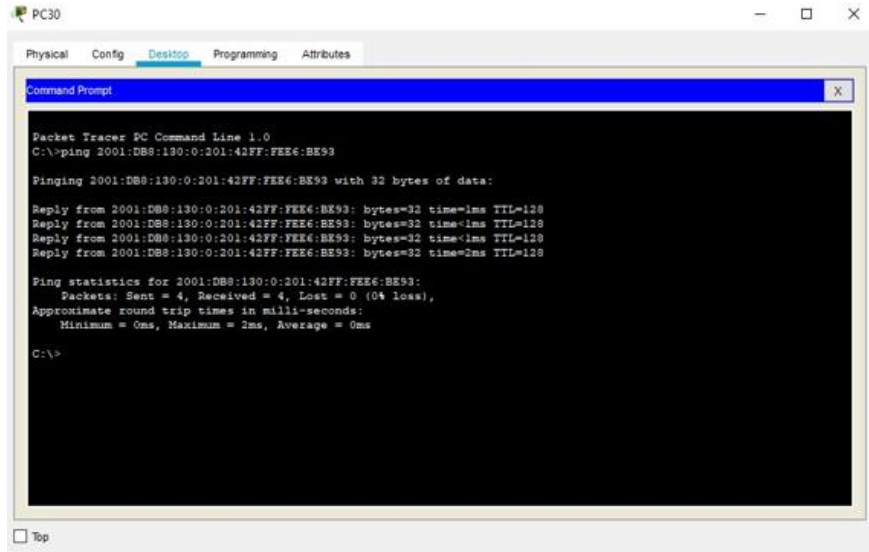 PC30
Physical Config Desktop Programming Attributes
Command Prompt X
Packet Tracer PC Command Line 1.0
C:\>ping 2001:DB8:130:0:201:42FF:FEE6:BE93
Pinging 2001:DB8:130:0:201:42FF:FEE6:BE93 with 32 bytes of data:
Reply from 2001:DB8:130:0:201:42FF:FEE6:BE93: bytes=32 time=1ms TTL=128
Reply from 2001:DB8:130:0:201:42FF:FEE6:BE93: bytes=32 time<1ms TTL=128
Reply from 2001:DB8:130:0:201:42FF:FEE6:BE93: bytes=32 time<1ms TTL=128
Reply from 2001:DB8:130:0:201:42FF:FEE6:BE93: bytes=32 time=2ms TTL=128
Ping statistics for 2001:DB8:130:0:201:42FF:FEE6:BE93:
Packets: Sent = 4, Received = 4, Lost = 0 (0% loss),
Approximate round trip times in milli-seconds:
Minimum = 0ms, Maximum = 2ms, Average = 0ms
C:\>
Top